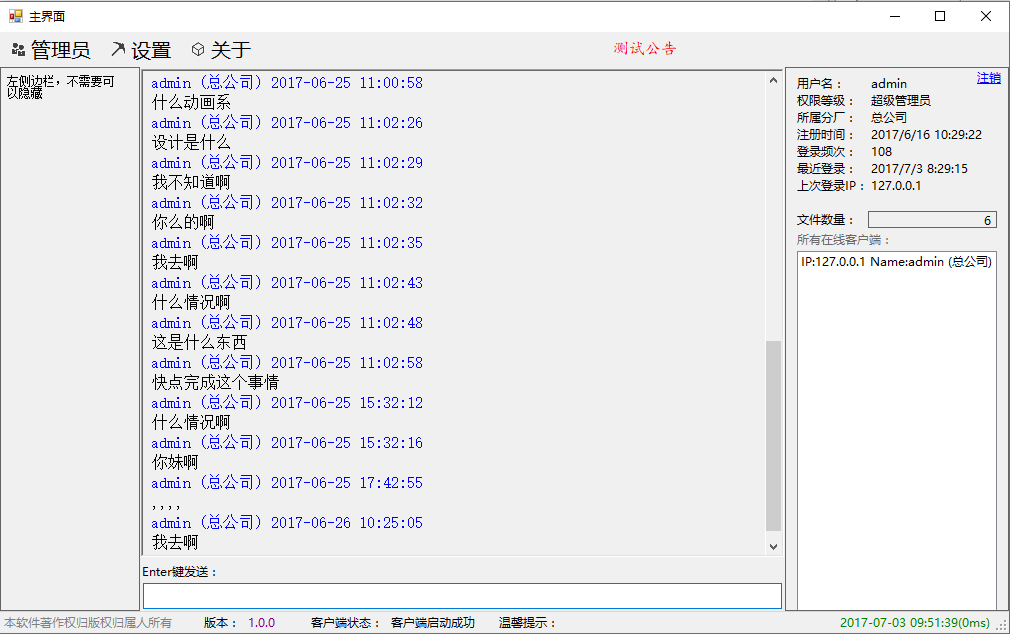 主界面
管理员 设置 关于 测试公告
左侧边栏，不需要可
以隐藏
admin（总公司）2017-06-25 11:00:58
什么动画系
admin（总公司）2017-06-25 11:02:26
设计是什么
admin（总公司）2017-06-25 11:02:29
我不知道啊
admin（总公司）2017-06-25 11:02:32
你么的啊
admin（总公司）2017-06-25 11:02:35
我去啊
admin（总公司）2017-06-25 11:02:43
什么情况啊
admin（总公司）2017-06-25 11:02:48
这是什么东西
admin（总公司）2017-06-25 11:02:58
快点完成这个事情
admin（总公司）2017-06-25 15:32:12
什么情况啊
admin（总公司）2017-06-25 15:32:16
你妹啊
admin（总公司）2017-06-25 17:42:55
,,,,
admin（总公司）2017-06-26 10:25:05
我去啊
Enter键发送：
注销
用户名： admin
权限等级： 超级管理员
所属分厂： 总公司
注册时间： 2017/6/16 10:29:22
登录频次： 108
最近登录： 2017/7/3 8:29:15
上次登录IP： 127.0.0.1
文件数量： 6
所有在线客户端：
IP:127.0.0.1 Name:admin (总公司)
本软件著作权归版权归属人所有 版本： 1.0.0 客户端状态： 客户端启动成功 温馨提示： 2017-07-03 09:51:39(0ms)